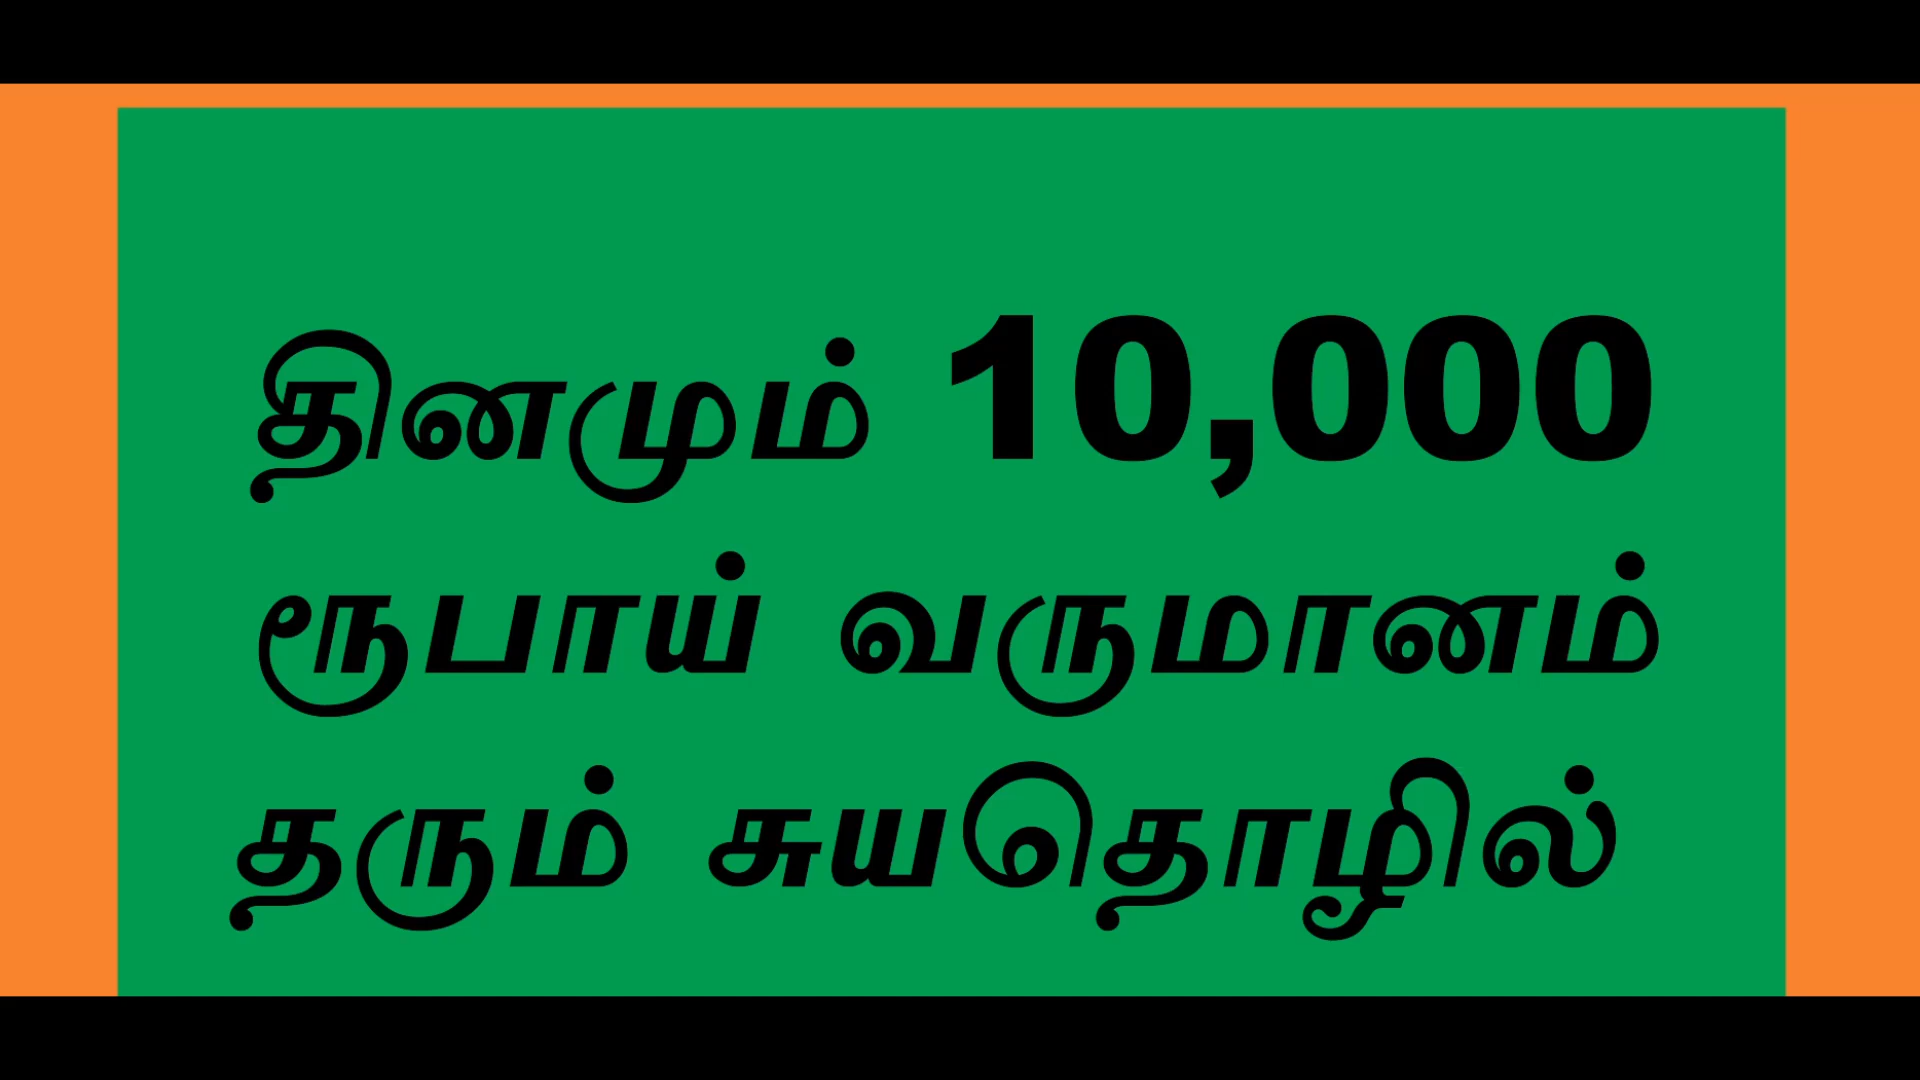 தினமும் 10,000
ரூபாய் வருமானம்
தரும் சுயதொழில்